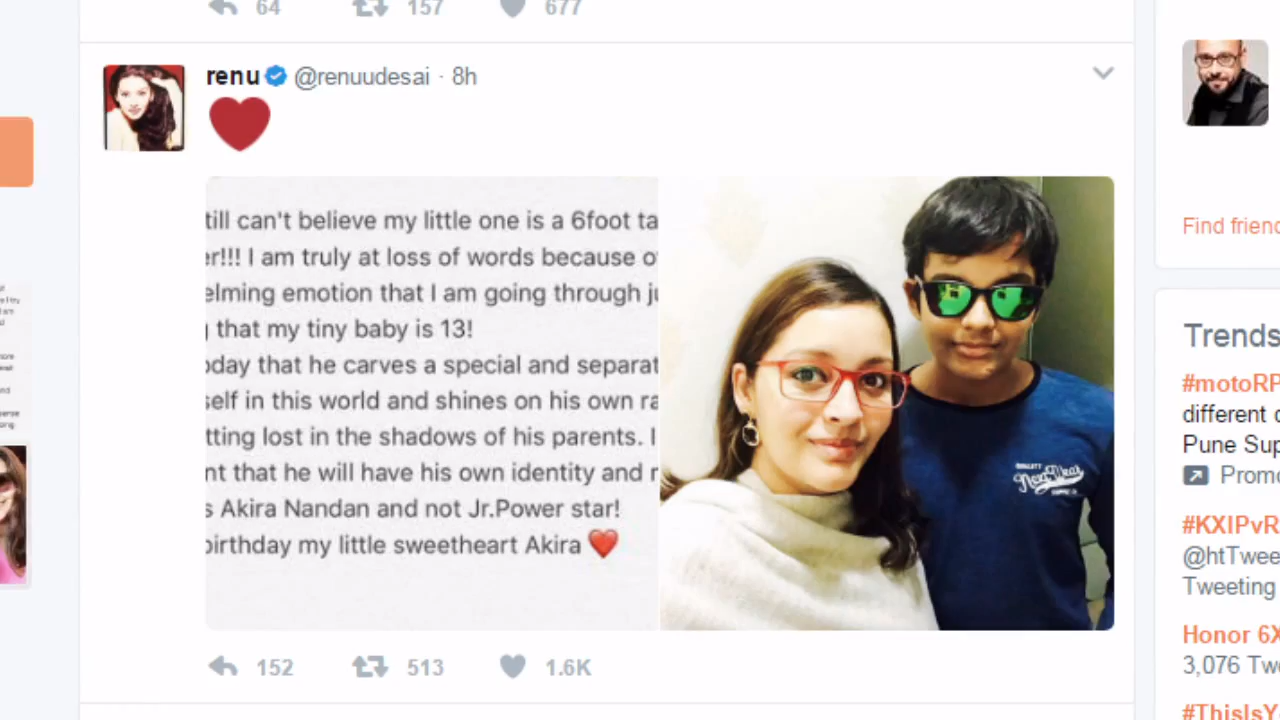 64 157 677
renu @renuudesai · 8h
till can't believe my little one is a 6foot ta
er!!! I am truly at loss of words because o
elming emotion that I am going through ju
that my tiny baby is 13!
oday that he carves a special and separat
self in this world and shines on his own ra
tting lost in the shadows of his parents. I
nt that he will have his own identity and
s Akira Nandan and not Jr.Power star!
birthday my little sweetheart Akira ❤
152 513 1.6K
Find friend
Trends
#motoRP
different
Pune Sup
Promo
#KXIPvR
@htTwee
Tweeting
Honor 6X
3,076 Twe
#ThisIsY